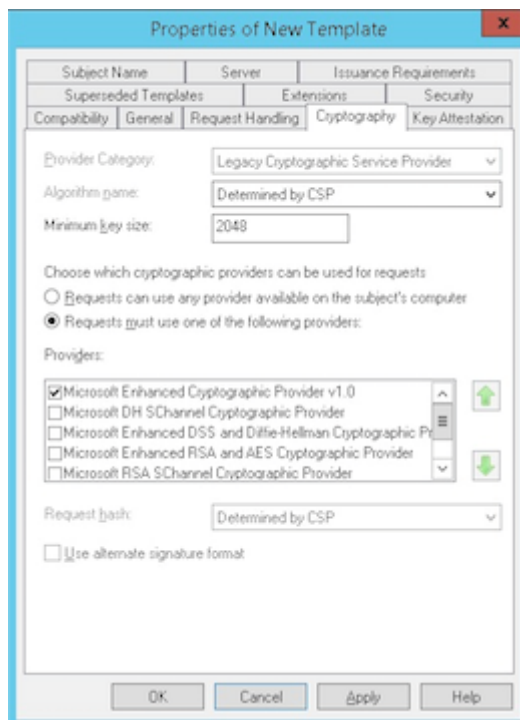 Properties of New Template
x
Subject Name Server Issuance Requirements
Superseded Templates Extensions Security
Compatibility General Request Handling Cryptography Key Attestation
Provider Category: Legacy Cryptographic Service Provider
Algorithm name: Determined by CSP
Minimum key size: 2048
Choose which cryptographic providers can be used for requests
Requests can use any provider available on the subject's computer
Requests must use one of the following providers:
Providers:
Microsoft Enhanced Cryptographic Provider v1.0
Microsoft DH SChannel Cryptographic Provider
Microsoft Enhanced DSS and Diffie-Hellman Cryptographic Pr
Microsoft Enhanced RSA and AES Cryptographic Provider
Microsoft RSA SChannel Cryptographic Provider
Request hash: Determined by CSP
Use alternate signature format
OK Cancel Apply Help